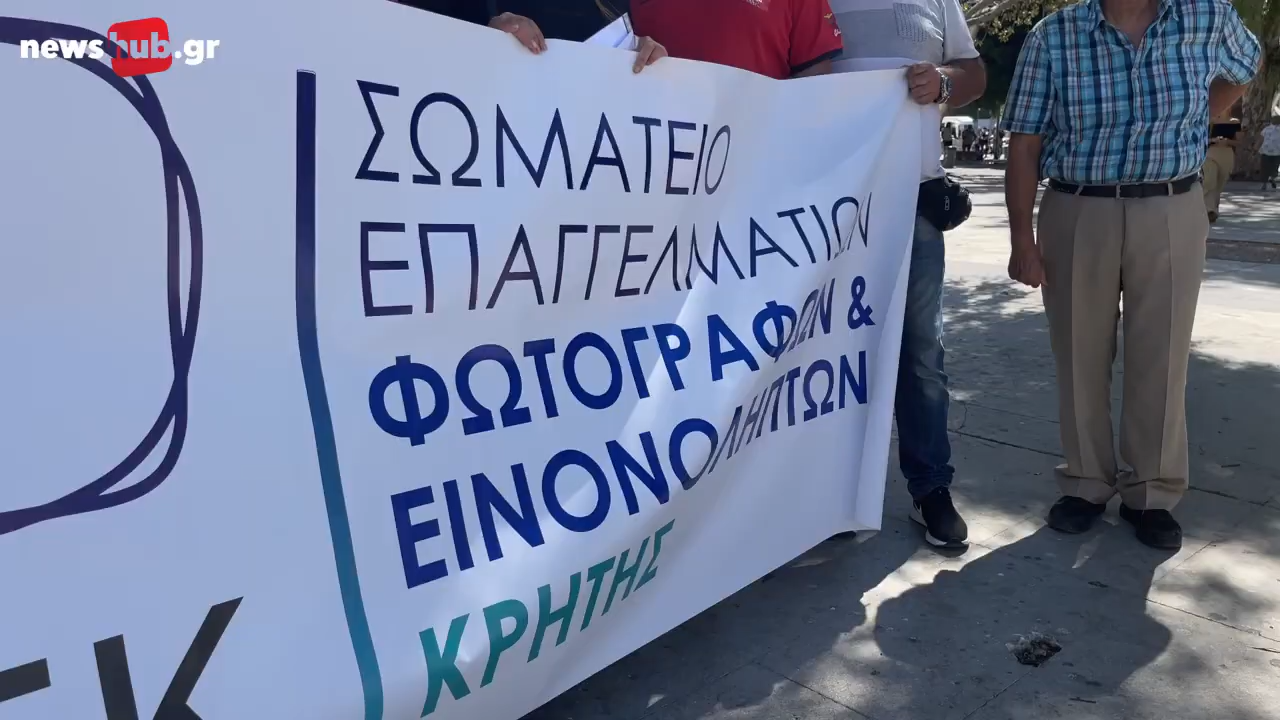 newshub.gr
ΣΩΜΑΤΕΙΟ
ΕΠΑΓΓΕΛΜΑΤΙΩΝ
ΦΩΤΟΓΡΑΦΩΝ &
ΕΙΝΟΝΟΛΗΠΤΩΝ
ΚΡΗΤΗΣ